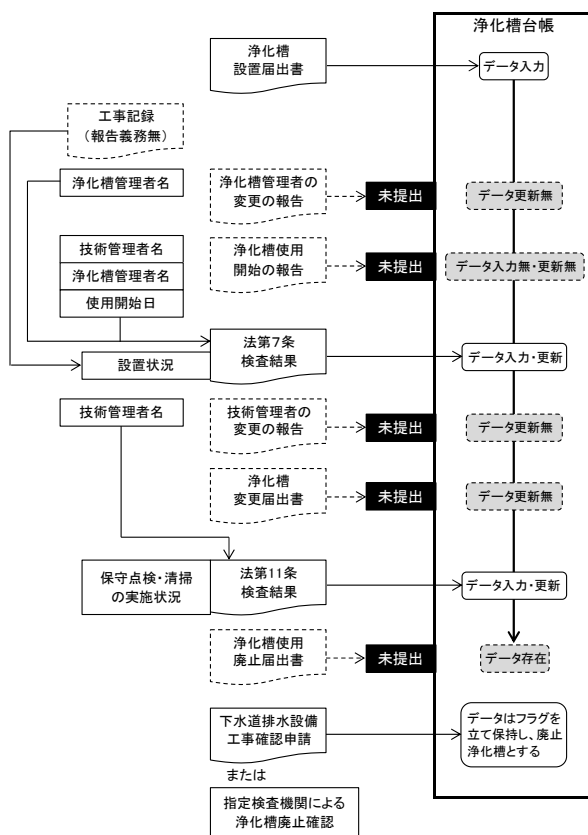 浄化槽台帳
浄化槽
設置届出書
データ入力
工事記録
（報告義務無）
浄化槽管理者名
浄化槽管理者の
変更の報告
未提出
データ更新無
技術管理者名
浄化槽管理者名
使用開始日
浄化槽使用
開始の報告
未提出
データ入力無・更新無
設置状況
法第7条
検査結果
データ入力・更新
技術管理者名
技術管理者の
変更の報告
未提出
データ更新無
浄化槽
変更届出書
未提出
データ更新無
保守点検・清掃
の実施状況
法第11条
検査結果
データ入力・更新
浄化槽使用
廃止届出書
未提出
データ存在
下水道排水設備
工事確認申請
データはフラグを
立て保持し、廃止
浄化槽とする
または
指定検査機関による
浄化槽廃止確認